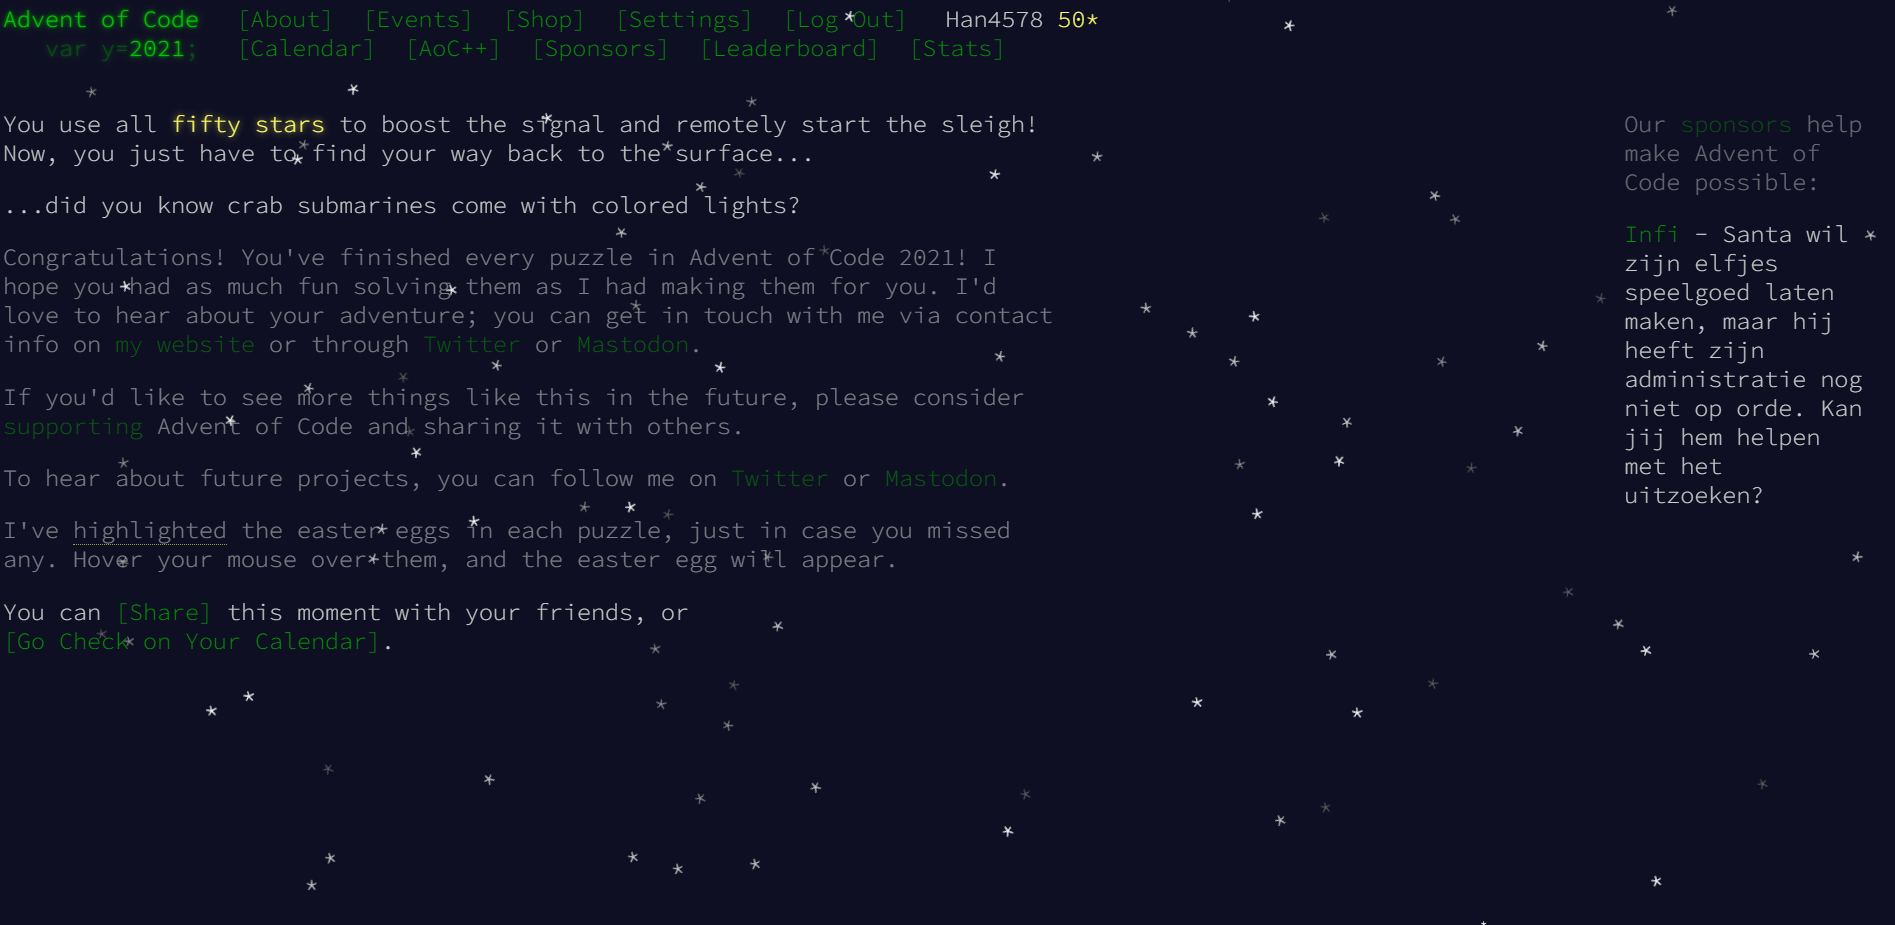 Advent of Code [About] [Events] [Shop] [Settings] [Log Out] Han4578 50*
var y=2021; [Calendar] [AoC++] [Sponsors] [Leaderboard] [Stats]
You use all fifty stars to boost the signal and remotely start the sleigh!
Now, you just have to find your way back to the surface...
...did you know crab submarines come with colored lights?
Congratulations! You've finished every puzzle in Advent of Code 2021! I
hope you had as much fun solving them as I had making them for you. I'd
love to hear about your adventure; you can get in touch with me via contact
info on my website or through Twitter or Mastodon.
If you'd like to see more things like this in the future, please consider
supporting Advent of Code and sharing it with others.
To hear about future projects, you can follow me on Twitter or Mastodon.
I've highlighted the easter eggs in each puzzle, just in case you missed
any. Hover your mouse over them, and the easter egg will appear.
You can [Share] this moment with your friends, or
[Go Check on Your Calendar].
Our sponsors help
make Advent of
Code possible:
Infi - Santa wil
zijn elfjes
speelgoed laten
maken, maar hij
heeft zijn
administratie nog
niet op orde. Kan
jij hem helpen
met het
uitzoeken?